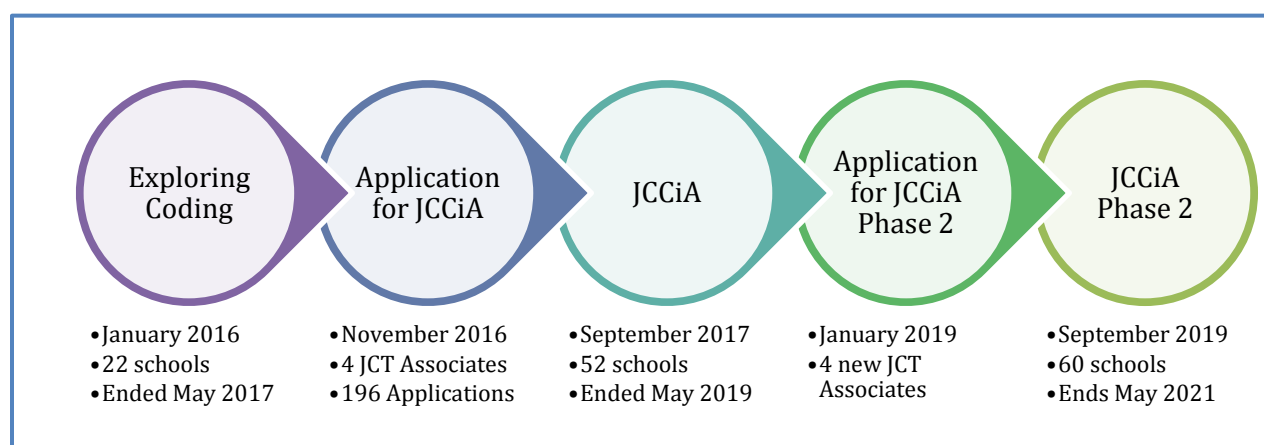 Exploring
Coding
Application
for JCCiA
JCCiA
Application
for JCCiA
Phase 2
JCCiA
Phase 2
•January 2016
•22 schools
•Ended May 2017
•November 2016
•4 JCT Associates
•196 Applications
•September 2017
•52 schools
•Ended May 2019
•January 2019
•4 new JCT
Associates
•September 2019
•60 schools
•Ends May 2021